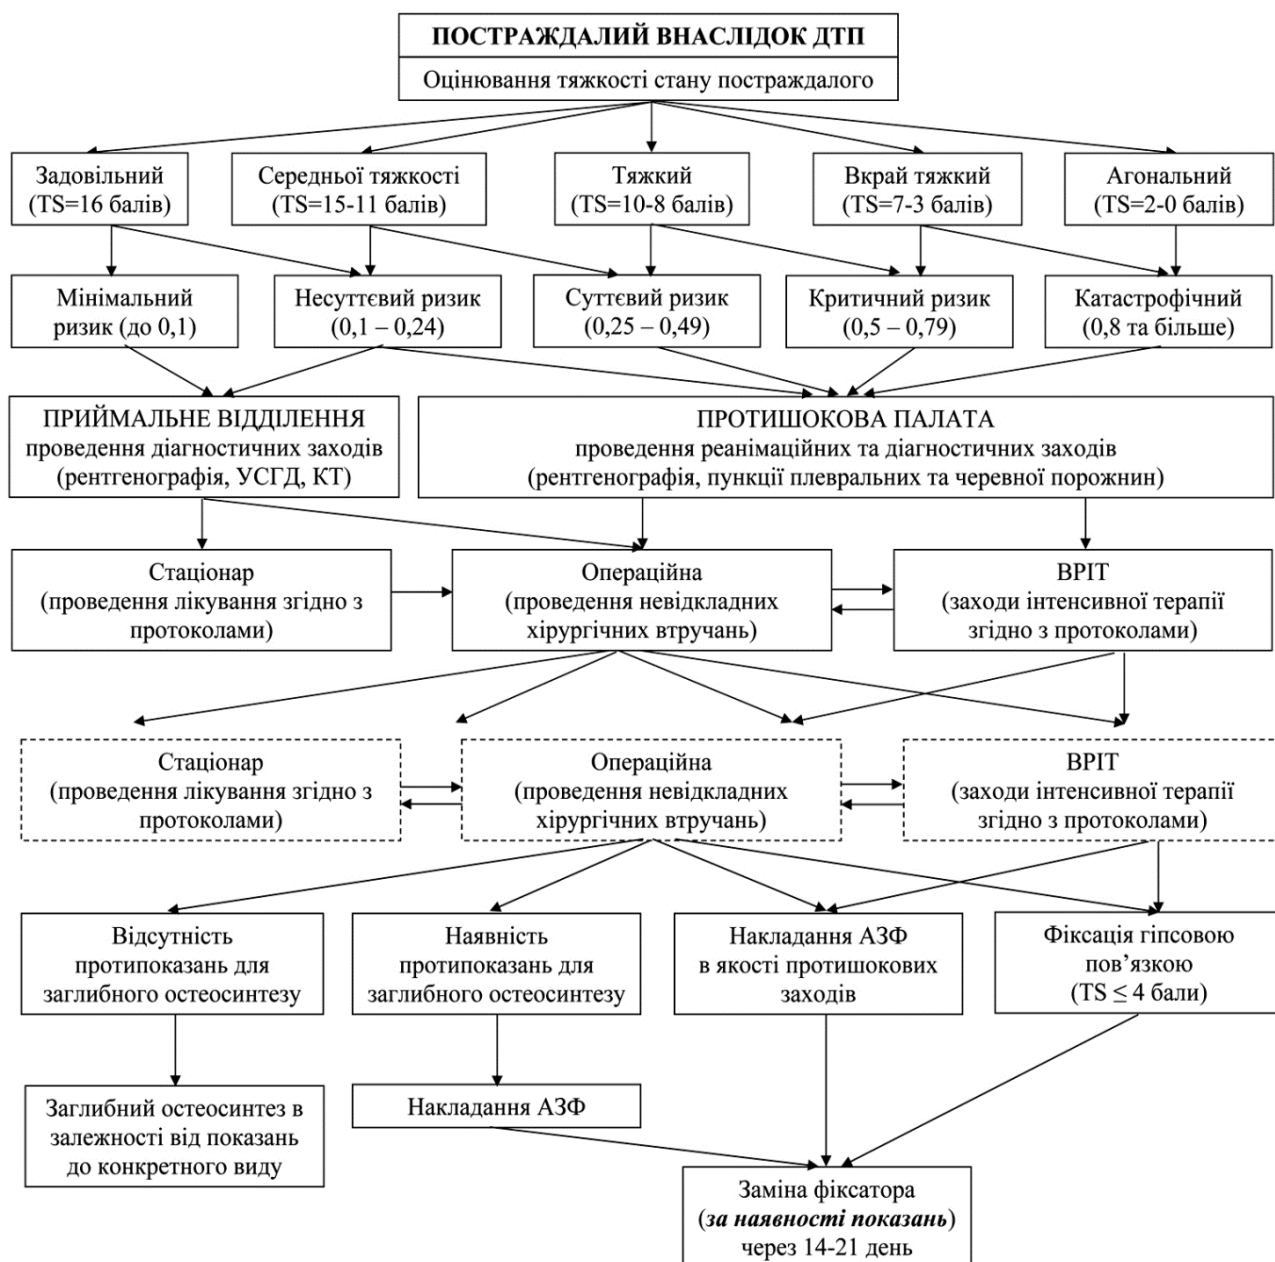 ПОСТРАЖДАЛИЙ ВНАСЛІДОК ДТП
Оцінювання тяжкості стану постраждалого
Задовільний
(TS=16 балів)
Середньої тяжкості
(TS=15-11 балів)
Тяжкий
(TS=10-8 балів)
Вкрай тяжкий
(TS=7-3 балів)
Агональний
(TS=2-0 балів)
Мінімальний
ризик (до 0,1)
Несуттєвий ризик
(0,1 – 0,24)
Суттєвий ризик
(0,25 – 0,49)
Критичний ризик
(0,5 – 0,79)
Катастрофічний
(0,8 та більше)
ПРИЙМАЛЬНЕ ВІДДІЛЕННЯ
проведення діагностичних заходів
(рентгенографія, УСГД, КТ)
ПРОТИШОКОВА ПАЛАТА
проведення реанімаційних та діагностичних заходів
(рентгенографія, пункції плевральних та черевної порожнин)
Стаціонар
(проведення лікування згідно з
протоколами)
Операційна
(проведення невідкладних
хірургічних втручань)
ВРІТ
(заходи інтенсивної терапії
згідно з протоколами)
Стаціонар
(проведення лікування згідно з
протоколами)
Операційна
(проведення невідкладних
хірургічних втручань)
ВРІТ
(заходи інтенсивної терапії
згідно з протоколами)
Відсутність
протипоказань для
заглибного остеосинтезу
Наявність
протипоказань для
заглибного остеосинтезу
Накладання АЗФ
в якості протишокових
заходів
Фіксація гіпсовою
пов’язкою
(TS ≤ 4 бали)
Заглибний остеосинтез в
залежності від показань
до конкретного виду
Накладання АЗФ
Заміна фіксатора
(за наявності показань)
через 14-21 день